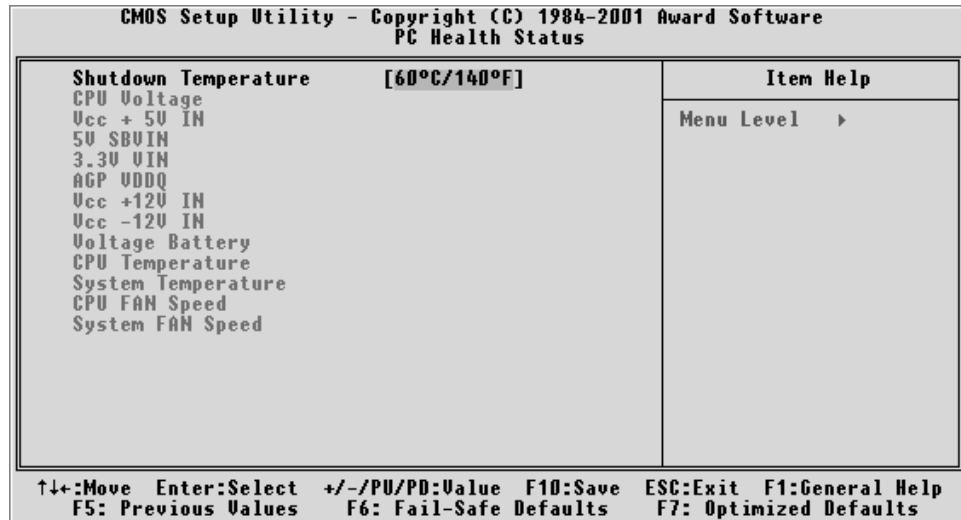 CMOS Setup Utility - Copyright (C) 1984-2001 Award Software
PC Health Status
Shutdown Temperature [60°C/140°F]
CPU Voltage
Vcc + 5V IN
5V SBVIN
3.3V VIN
AGP VDDQ
Vcc +12V IN
Vcc -12V IN
Voltage Battery
CPU Temperature
System Temperature
CPU FAN Speed
System FAN Speed
Item Help
Menu Level ▸
↑↓←:Move Enter:Select +/-/PU/PD:Value F10:Save ESC:Exit F1:General Help
F5: Previous Values F6: Fail-Safe Defaults F7: Optimized Defaults